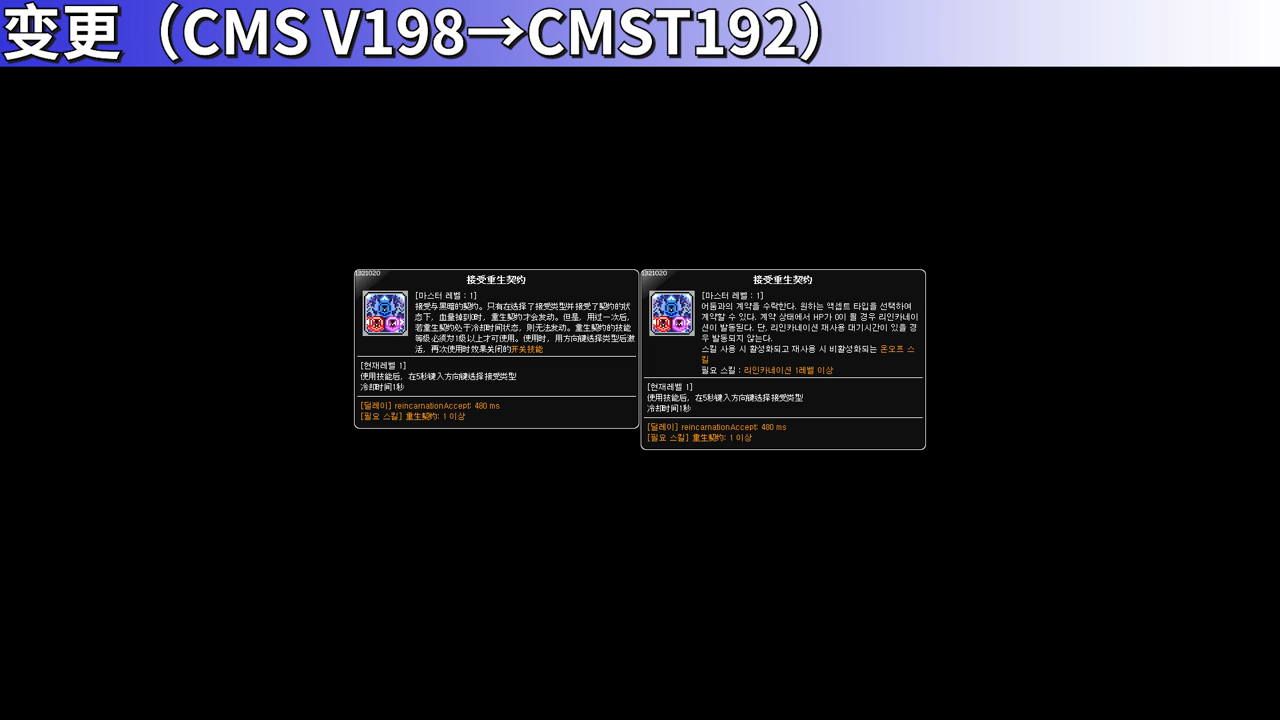 变更（CMS V198→CMST192）
1321020
接受重生契约
[마스터 레벨 : 1]
接受与黑暗的契约。只有在选择了接受类型并接受了契约的状
态下，血量掉到0时，重生契约才会发动。但是，用过一次后，
若重生契约处于冷却时间状态，则无法发动。重生契约的技能
等级必须为1级以上才可使用。使用时，用方向键选择类型后激
活，再次使用时效果关闭的开关技能
[현재레벨 1]
使用技能后，在5秒键入方向键选择接受类型
冷却时间1秒
[딜레이] reincarnationAccept: 480 ms
[필요 스킬] 重生契约: 1 이상
1321020
接受重生契约
[마스터 레벨 : 1]
어둠과의 계약을 수락한다. 원하는 액셉트 타입을 선택하여
계약할 수 있다. 계약 상태에서 HP가 0이 될 경우 리인카네이
션이 발동된다. 단, 리인카네이션 재사용 대기시간이 있을 경
우 발동되지 않는다.
스킬 사용 시 활성화되고 재사용 시 비활성화되는 온오프 스
킬
필요 스킬 : 리인카네이션 1레벨 이상
[현재레벨 1]
使用技能后，在5秒键入方向键选择接受类型
冷却时间1秒
[딜레이] reincarnationAccept: 480 ms
[필요 스킬] 重生契约: 1 이상